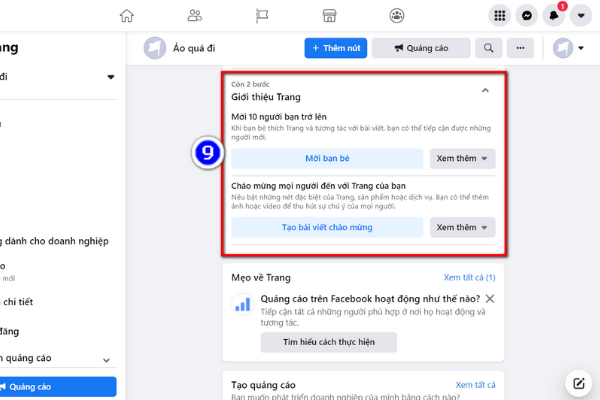 1
ang
Ảo quá đi
+ Thêm nút
Quảng cáo
đi
Còn 2 bước
Giới thiệu Trang
Mời 10 người bạn trở lên
Khi bạn bè thích Trang và tương tác với bài viết, bạn có thể tiếp cận được những
người mới.
Mời bạn bè
Xem thêm
9
Chào mừng mọi người đến với Trang của bạn
Nêu bật những nét đặc biệt của Trang, sản phẩm hoặc dịch vụ. Bạn có thể thêm
ảnh hoặc video để thu hút sự chú ý của mọi người.
Tạo bài viết chào mừng
Xem thêm
g dành cho doanh nghiệp
o
mới
chi tiết
đăng
n quảng cáo
Quảng cáo
Mẹo về Trang
Xem tất cả (1)
Quảng cáo trên Facebook hoạt động như thế nào?
Tiếp cận tất cả những người phù hợp ở nơi họ hoạt động và
tương tác.
Tìm hiểu cách thực hiện
Tạo quảng cáo
Xem tất cả
Bạn muốn phát triển doanh nghiệp của mình bằng cách nào?